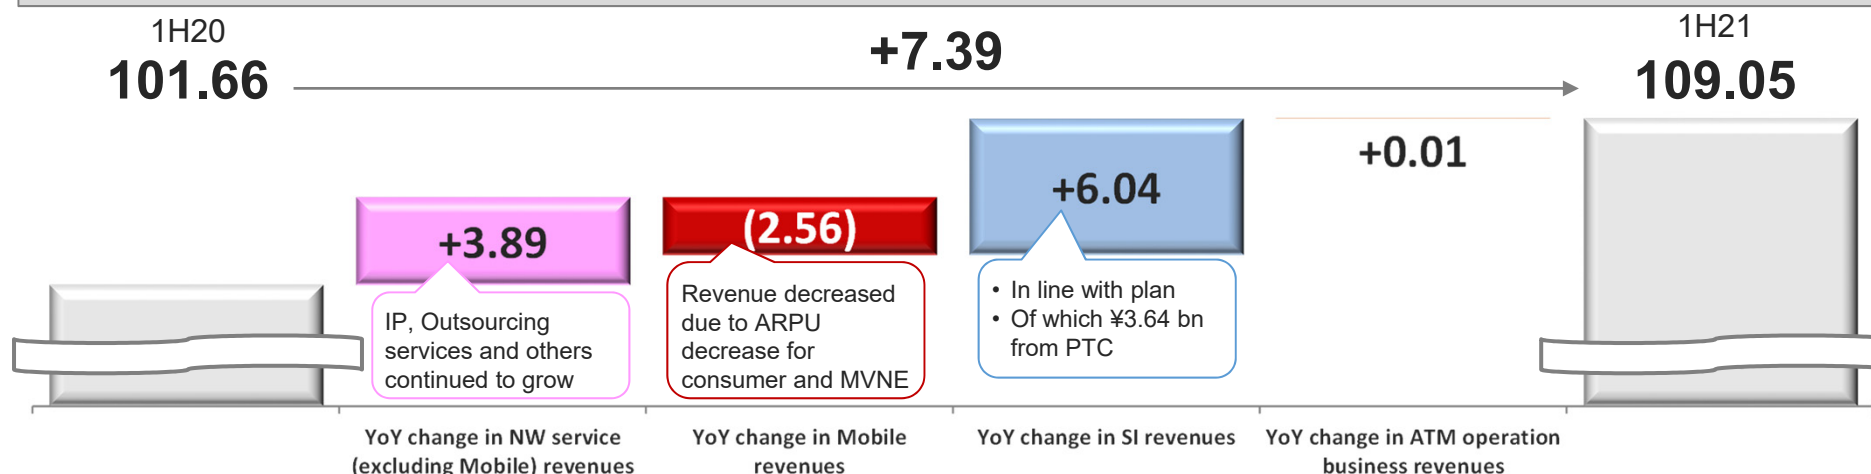 1H20
101.66
+7.39
1H21
109.05
+3.89
(2.56)
+6.04
+0.01
IP, Outsourcing
services and others
continued to grow
Revenue decreased
due to ARPU
decrease for
consumer and MVNE
• In line with plan
• Of which ¥3.64 bn
from PTC
YoY change in NW service
(excluding Mobile) revenues
YoY change in Mobile
revenues
YoY change in SI revenues
YoY change in ATM operation
business revenues